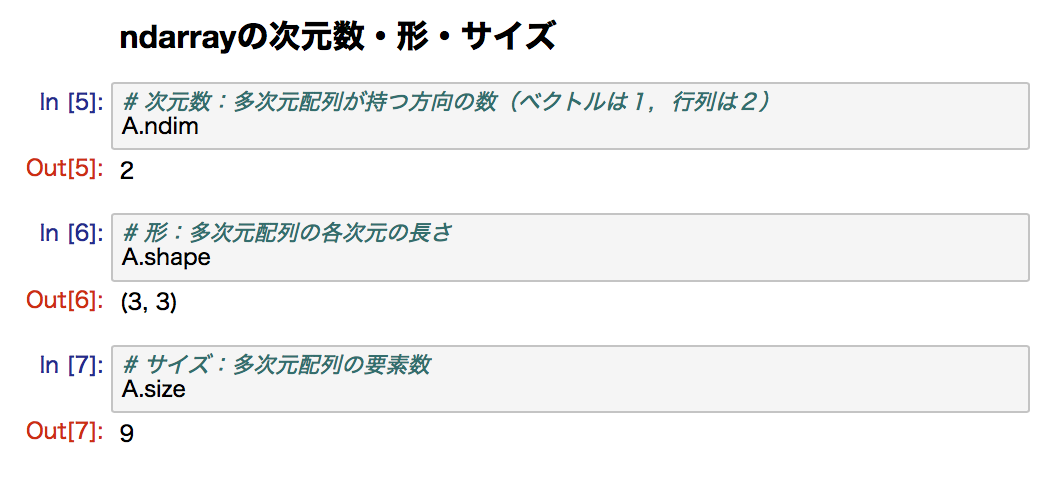 ndarrayの次元数・形・サイズ
In [5]: # 次元数：多次元配列が持つ方向の数（ベクトルは１，行列は２）
A.ndim
Out[5]: 2
In [6]: # 形：多次元配列の各次元の長さ
A.shape
Out[6]: (3, 3)
In [7]: # サイズ：多次元配列の要素数
A.size
Out[7]: 9